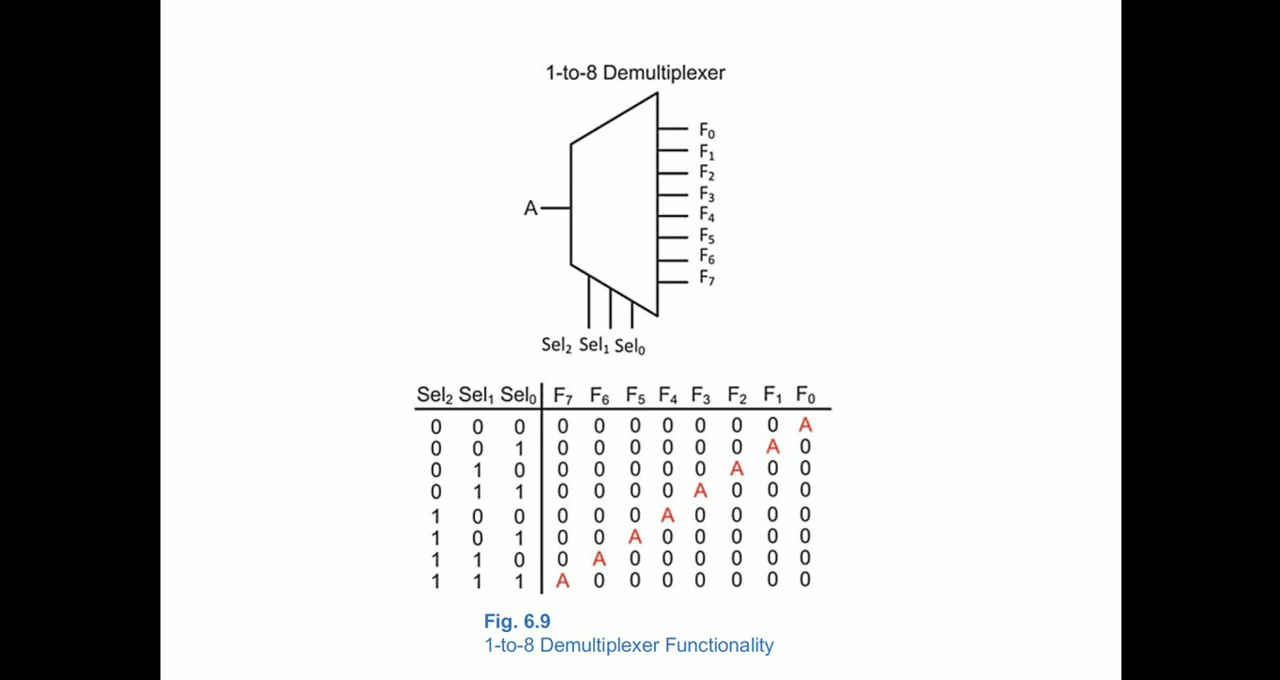 1-to-8 Demultiplexer
F₀
F₁
F₂
F₃
A
F₄
F₅
F₆
F₇
Sel₂ Sel₁ Sel₀
Sel₂ Sel₁ Sel₀ F₇ F₆ F₅ F₄ F₃ F₂ F₁ F₀
0 0 0 0 0 0 0 0 0 0 A
0 0 1 0 0 0 0 0 0 A 0
0 1 0 0 0 0 0 0 A 0 0
0 1 1 0 0 0 0 A 0 0 0
1 0 0 0 0 0 A 0 0 0 0
1 0 1 0 0 A 0 0 0 0 0
1 1 0 0 A 0 0 0 0 0 0
1 1 1 A 0 0 0 0 0 0 0
Fig. 6.9
1-to-8 Demultiplexer Functionality